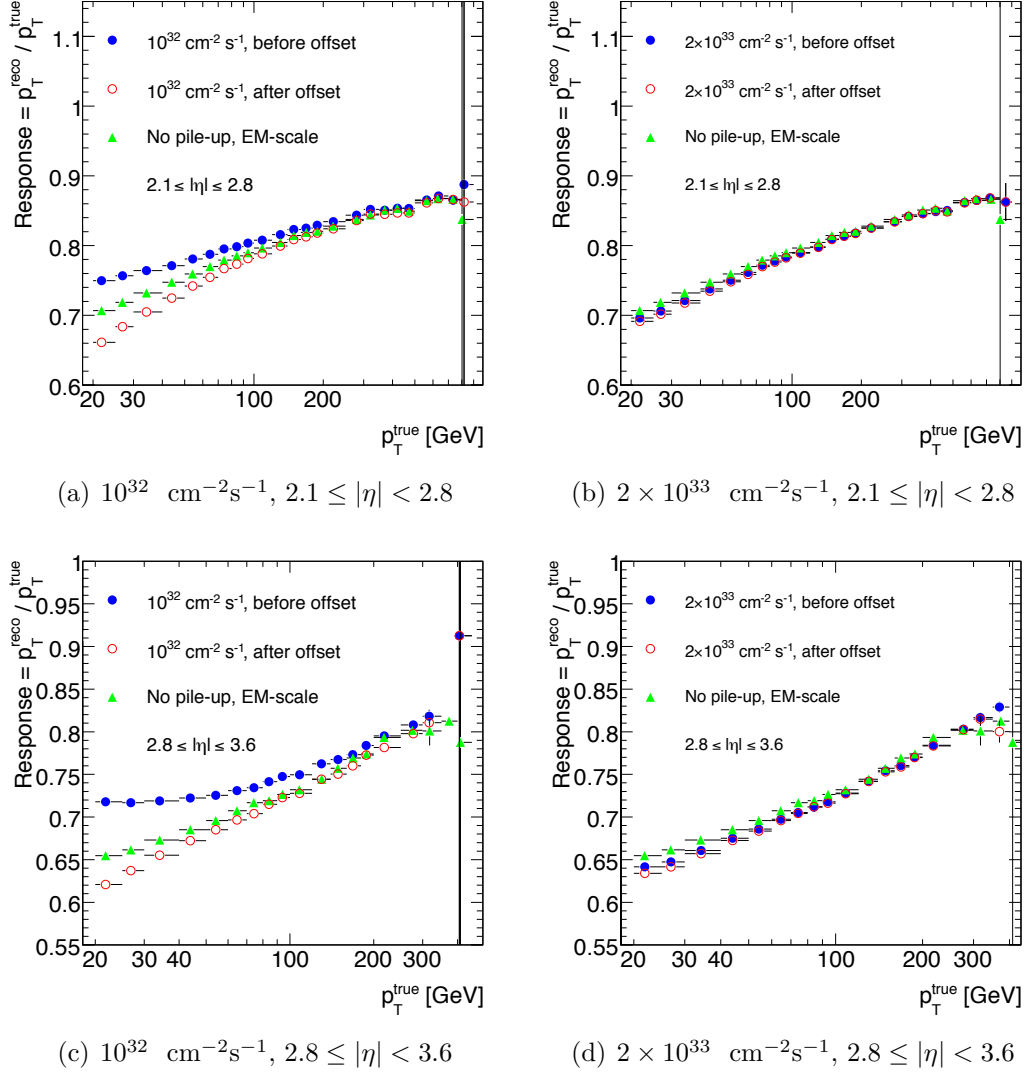 Response = p_T^reco / p_T^true
1.1
1
0.9
0.8
0.7
0.6
10^32 cm^-2 s^-1, before offset
10^32 cm^-2 s^-1, after offset
No pile-up, EM-scale
2.1 ≤ |η| ≤ 2.8
20 30 100 200
p_T^true [GeV]
(a) 10^32 cm^−2s^−1, 2.1 ≤ |η| < 2.8
Response = p_T^reco / p_T^true
1.1
1
0.9
0.8
0.7
0.6
2×10^33 cm^-2 s^-1, before offset
2×10^33 cm^-2 s^-1, after offset
No pile-up, EM-scale
2.1 ≤ |η| ≤ 2.8
20 30 100 200
p_T^true [GeV]
(b) 2 × 10^33 cm^−2s^−1, 2.1 ≤ |η| < 2.8
Response = p_T^reco / p_T^true
1
0.95
0.9
0.85
0.8
0.75
0.7
0.65
0.6
0.55
10^32 cm^-2 s^-1, before offset
10^32 cm^-2 s^-1, after offset
No pile-up, EM-scale
2.8 ≤ |η| ≤ 3.6
20 30 40 100 200 300
p_T^true [GeV]
(c) 10^32 cm^−2s^−1, 2.8 ≤ |η| < 3.6
Response = p_T^reco / p_T^true
1
0.95
0.9
0.85
0.8
0.75
0.7
0.65
0.6
0.55
2×10^33 cm^-2 s^-1, before offset
2×10^33 cm^-2 s^-1, after offset
No pile-up, EM-scale
2.8 ≤ |η| ≤ 3.6
20 30 40 100 200 300
p_T^true [GeV]
(d) 2 × 10^33 cm^−2s^−1, 2.8 ≤ |η| < 3.6